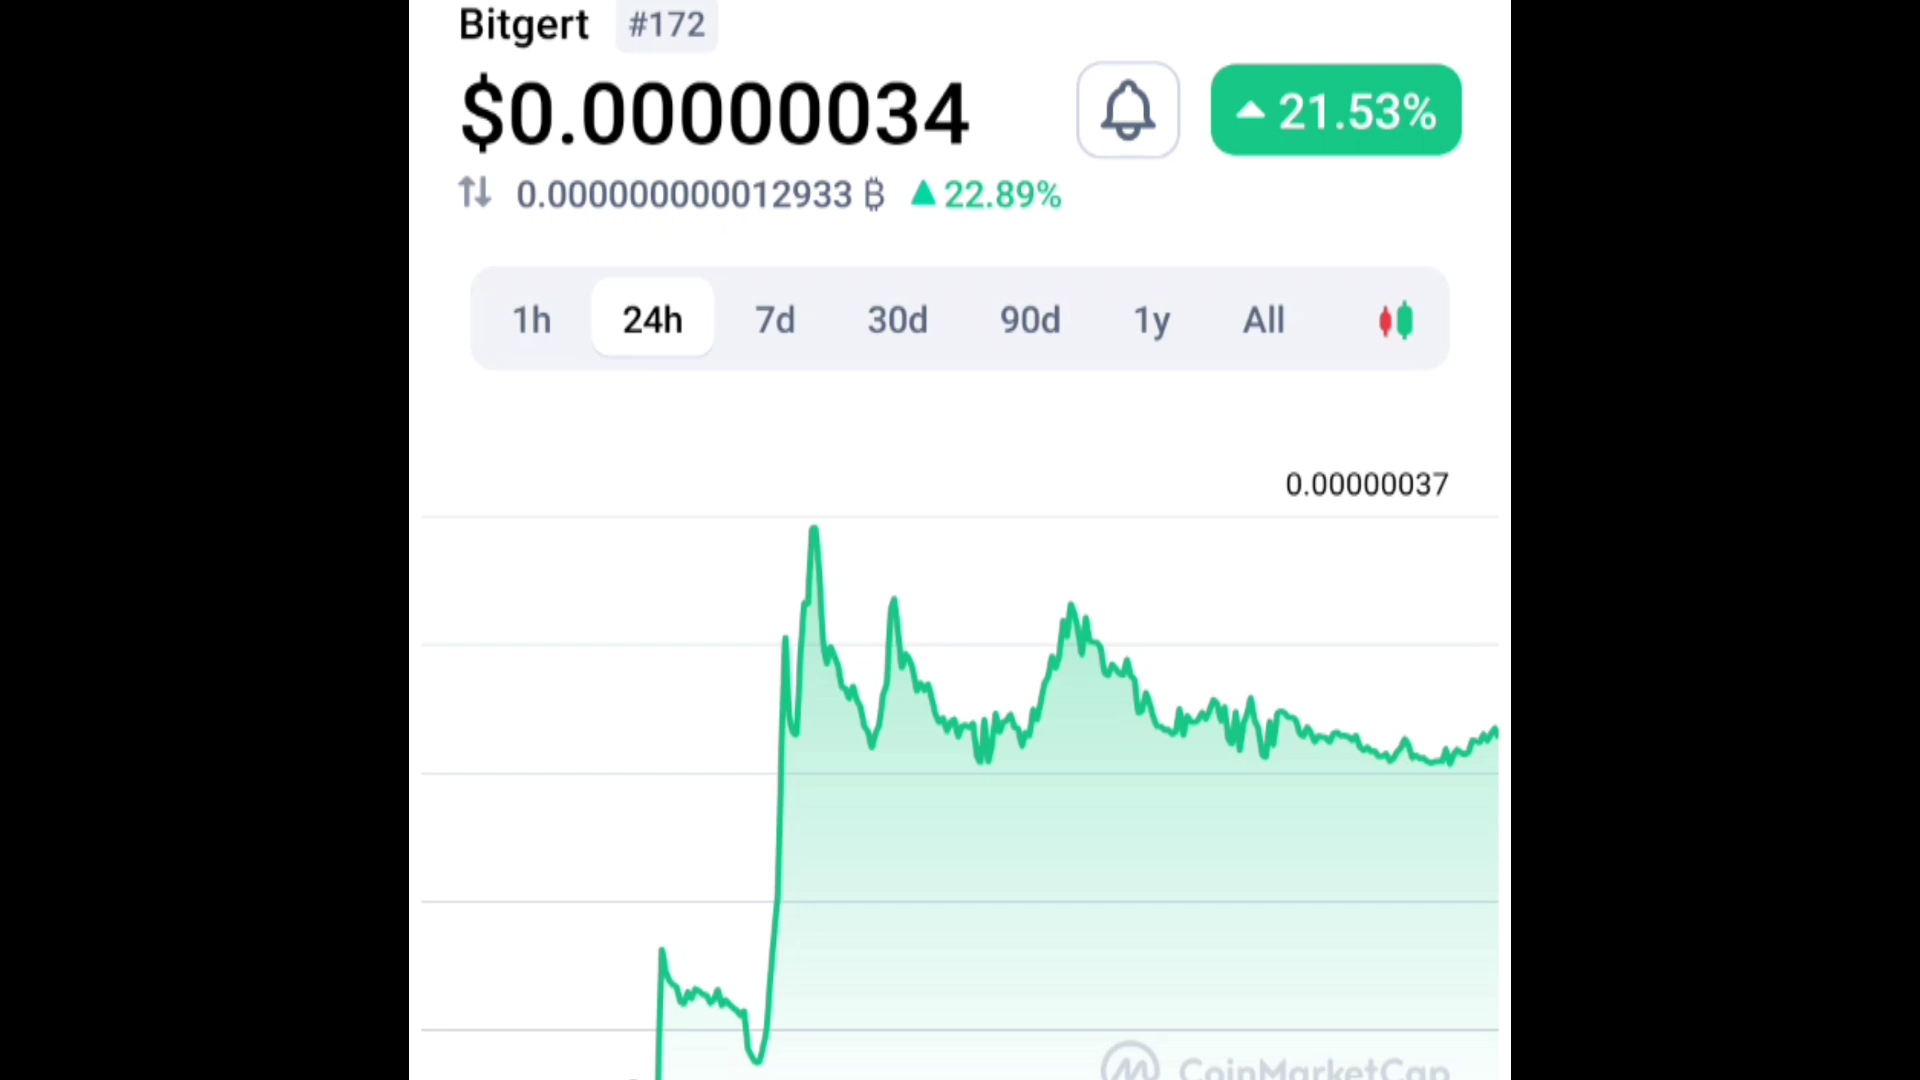 Bitgert #172
$0.00000034 21.53%
0.000000000012933 ₿ 22.89%
1h 24h 7d 30d 90d 1y All
0.00000037
CoinMarketCap